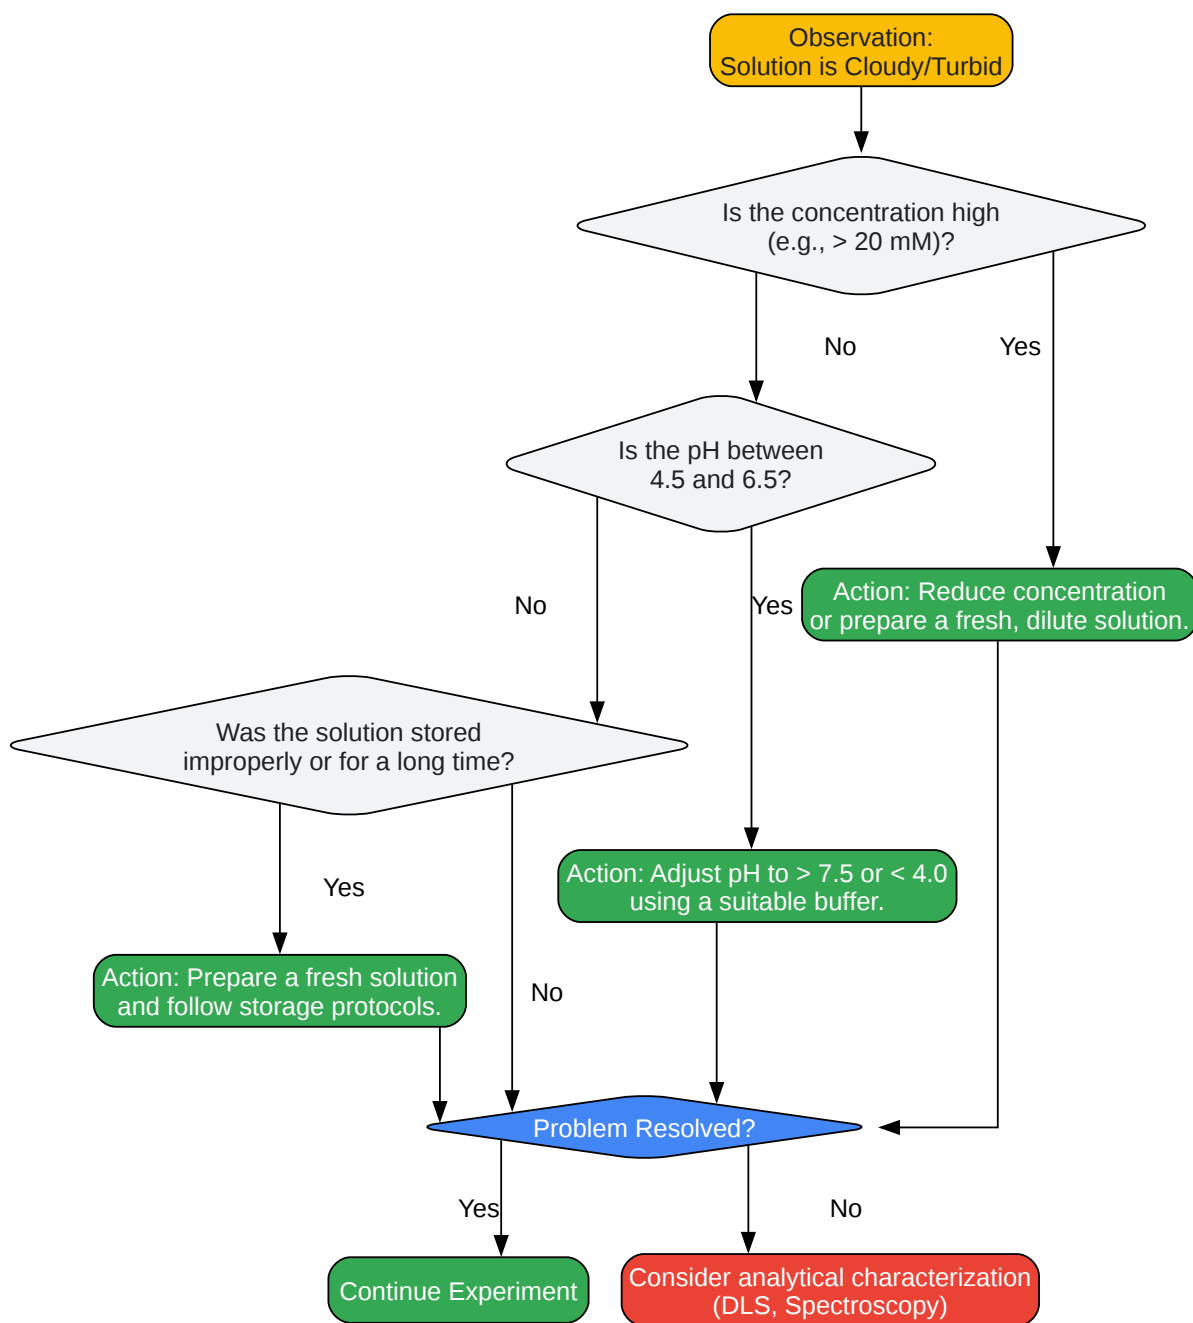 Observation:
Solution is Cloudy/Turbid
Is the concentration high
(e.g., > 20 mM)?
No
Yes
Is the pH between
4.5 and 6.5?
No
Yes
Action: Reduce concentration
or prepare a fresh, dilute solution.
Was the solution stored
improperly or for a long time?
Yes
Action: Adjust pH to > 7.5 or < 4.0
using a suitable buffer.
Action: Prepare a fresh solution
and follow storage protocols.
No
Problem Resolved?
Yes
No
Continue Experiment
Consider analytical characterization
(DLS, Spectroscopy)